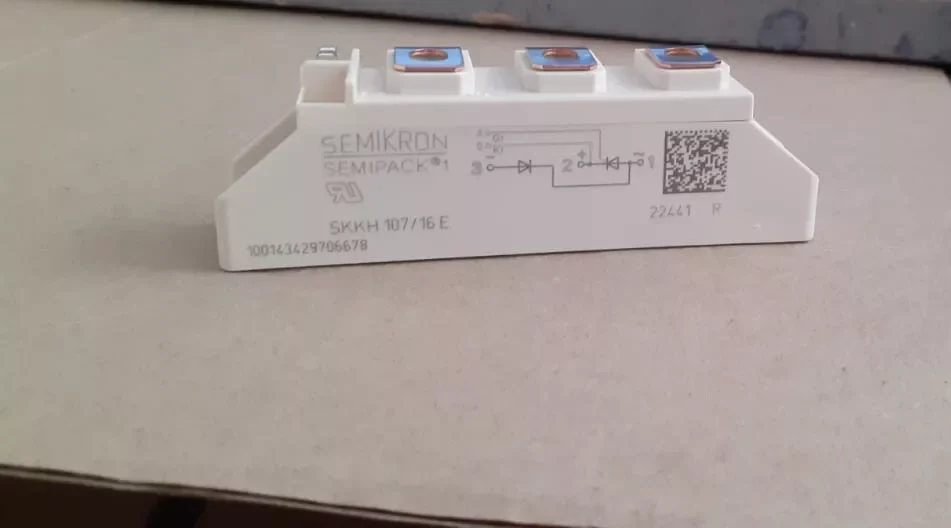 SEMIKRON
SEMIPACK®1
SKKH 107/16 E
100143429706678
3 - 2 + ~ 1
22441 R